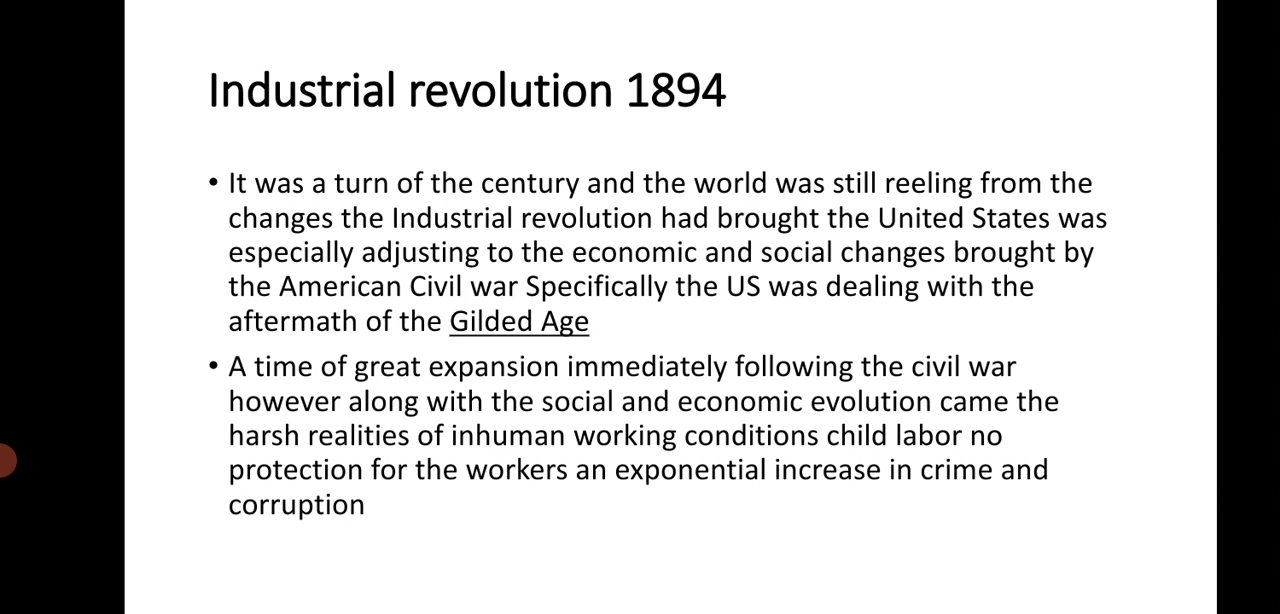 Industrial revolution 1894
• It was a turn of the century and the world was still reeling from the
changes the Industrial revolution had brought the United States was
especially adjusting to the economic and social changes brought by
the American Civil war Specifically the US was dealing with the
aftermath of the Gilded Age
• A time of great expansion immediately following the civil war
however along with the social and economic evolution came the
harsh realities of inhuman working conditions child labor no
protection for the workers an exponential increase in crime and
corruption